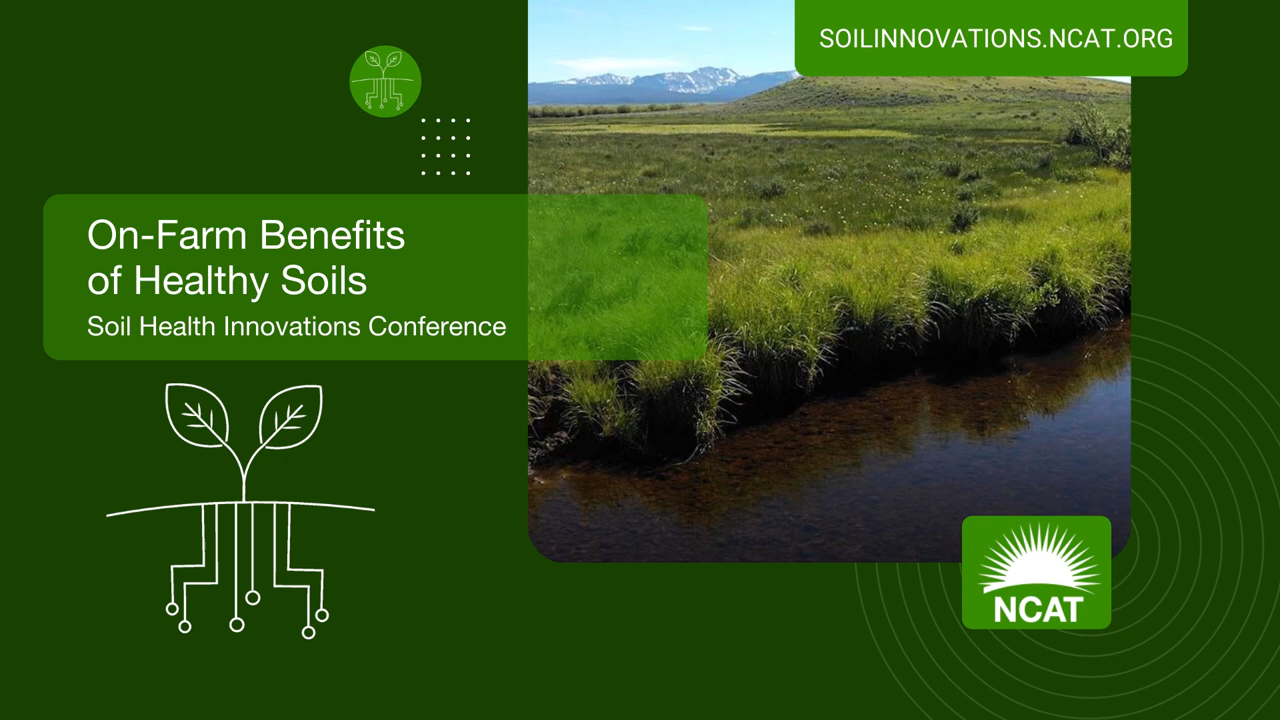 SOILINNOVATIONS.NCAT.ORG
On-Farm Benefits
of Healthy Soils
Soil Health Innovations Conference
NCAT